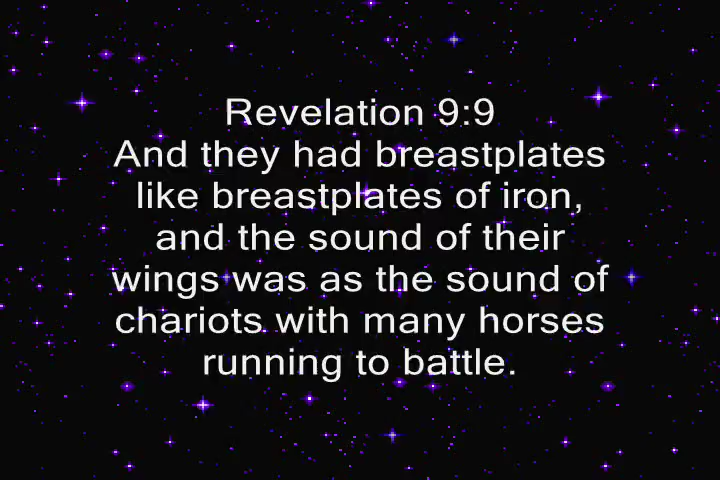 Revelation 9:9
And they had breastplates
like breastplates of iron,
and the sound of their
wings was as the sound of
chariots with many horses
running to battle.